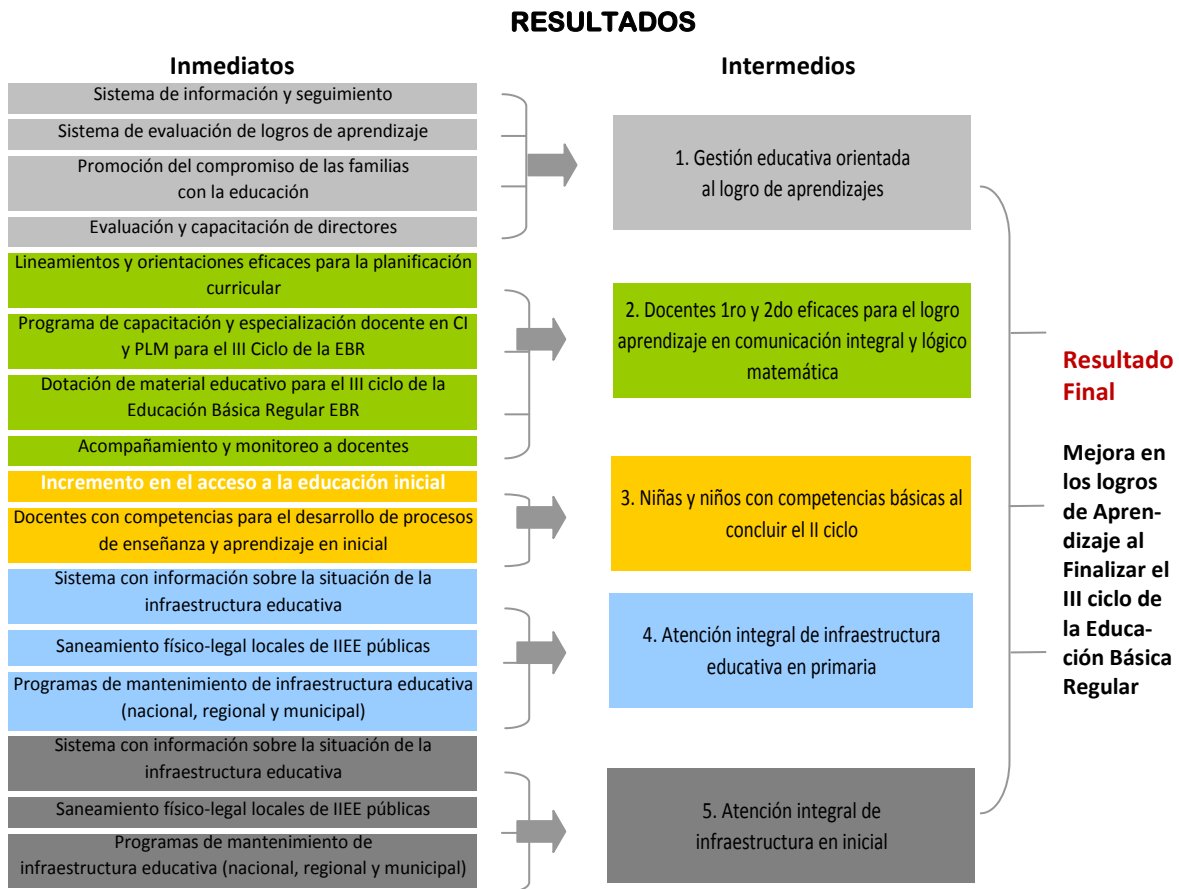 RESULTADOS
Inmediatos
Sistema de información y seguimiento
Sistema de evaluación de logros de aprendizaje
Promoción del compromiso de las familias
con la educación
Evaluación y capacitación de directores
Lineamientos y orientaciones eficaces para la planificación
curricular
Programa de capacitación y especialización docente en CI
y PLM para el III Ciclo de la EBR
Dotación de material educativo para el III ciclo de la
Educación Básica Regular EBR
Acompañamiento y monitoreo a docentes
Incremento en el acceso a la educación inicial
Docentes con competencias para el desarrollo de procesos
de enseñanza y aprendizaje en inicial
Sistema con información sobre la situación de la
infraestructura educativa
Saneamiento físico-legal locales de IIEE públicas
Programas de mantenimiento de infraestructura educativa
(nacional, regional y municipal)
Sistema con información sobre la situación de la
infraestructura educativa
Saneamiento físico-legal locales de IIEE públicas
Programas de mantenimiento de
infraestructura educativa (nacional, regional y municipal)
Intermedios
1. Gestión educativa orientada
al logro de aprendizajes
2. Docentes 1ro y 2do eficaces para el logro
aprendizaje en comunicación integral y lógico
matemática
3. Niñas y niños con competencias básicas al
concluir el II ciclo
4. Atención integral de infraestructura
educativa en primaria
5. Atención integral de
infraestructura en inicial
Resultado
Final
Mejora en
los logros
de Apren-
dizaje al
Finalizar el
III ciclo de
la Educa-
ción Básica
Regular